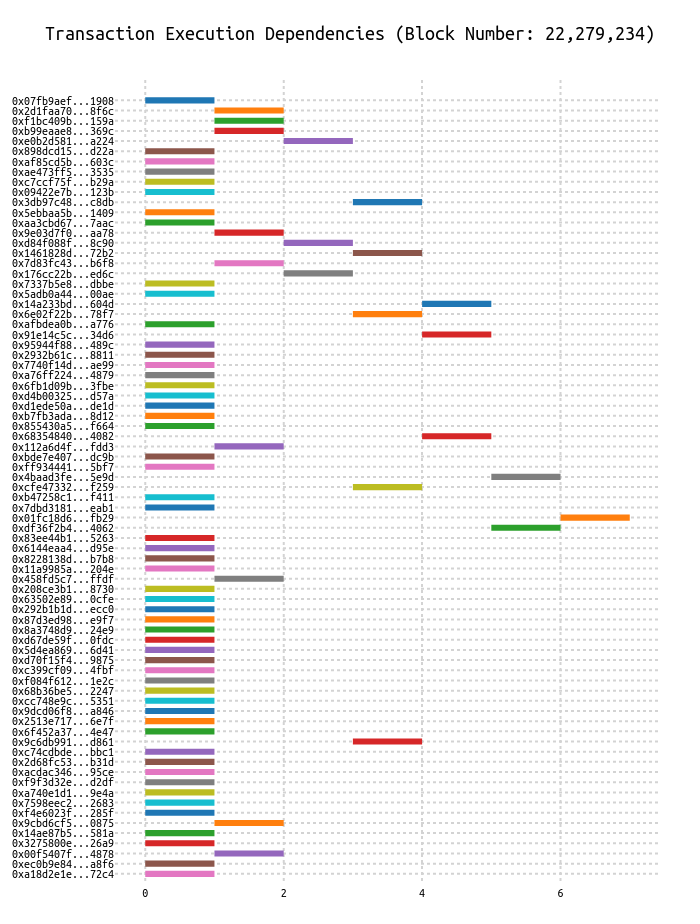 Transaction Execution Dependencies (Block Number: 22,279,234)
0x07fb9aef...1908
0x2d1faa70...8f6c
0xf1bc409b...159a
0xb99eaae8...369c
0xe0b2d581...a224
0x898dcd15...d22a
0xaf85cd5b...603c
0xae473ff5...3535
0xc7ccf75f...b29a
0x09422e7b...123b
0x3db97c48...c8db
0x5ebbaa5b...1409
0xaa3cbd67...7aac
0x9e03d7f0...aa78
0xd84f088f...8c90
0x1461828d...72b2
0x7d83fc43...b6f8
0x176cc22b...ed6c
0x7337b5e8...dbbe
0x5adb0a44...00ae
0x14a233bd...604d
0x6e02f22b...78f7
0xafbdea0b...a776
0x91e14c5c...34d6
0x95944f88...489c
0x2932b61c...8811
0x7740f14d...ae99
0xa76ff224...4879
0x6fb1d09b...3fbe
0xd4b00325...d57a
0xd1ede50a...de1d
0xb7fb3ada...8d12
0x855430a5...f664
0x68354840...4082
0x112a6d4f...fdd3
0xbde7e407...dc9b
0xff934441...5bf7
0x4baad3fe...5e9d
0xcfe47332...f259
0xb47258c1...f411
0x7dbd3181...eab1
0x01fc18d6...fb29
0xdf36f2b4...4062
0x83ee44b1...5263
0x6144eaa4...d95e
0x8228138d...b7b8
0x11a9985a...204e
0x458fd5c7...ffdf
0x208ce3b1...8730
0x63502e89...0cfe
0x292b1b1d...ecc0
0x87d3ed98...e9f7
0x8a3748d9...24e9
0xd67de59f...0fdc
0x5d4ea869...6d41
0xd70f15f4...9875
0xc399cf09...4fbf
0xf084f612...1e2c
0x68b36be5...2247
0xcc748e9c...5351
0x9dcd06f8...a846
0x2513e717...6e7f
0x6f452a37...4e47
0x9c6db991...d861
0xc74cdbde...bbc1
0x2d68fc53...b31d
0xacdac346...95ce
0xf9f3d32e...d2df
0xa740e1d1...9e4a
0x7598eec2...2683
0xf4e6023f...285f
0x9cbd6cf5...0875
0x14ae87b5...581a
0x3275800e...26a9
0x00f5407f...4878
0xec0b9e84...a8f6
0xa18d2e1e...72c4
0 2 4 6